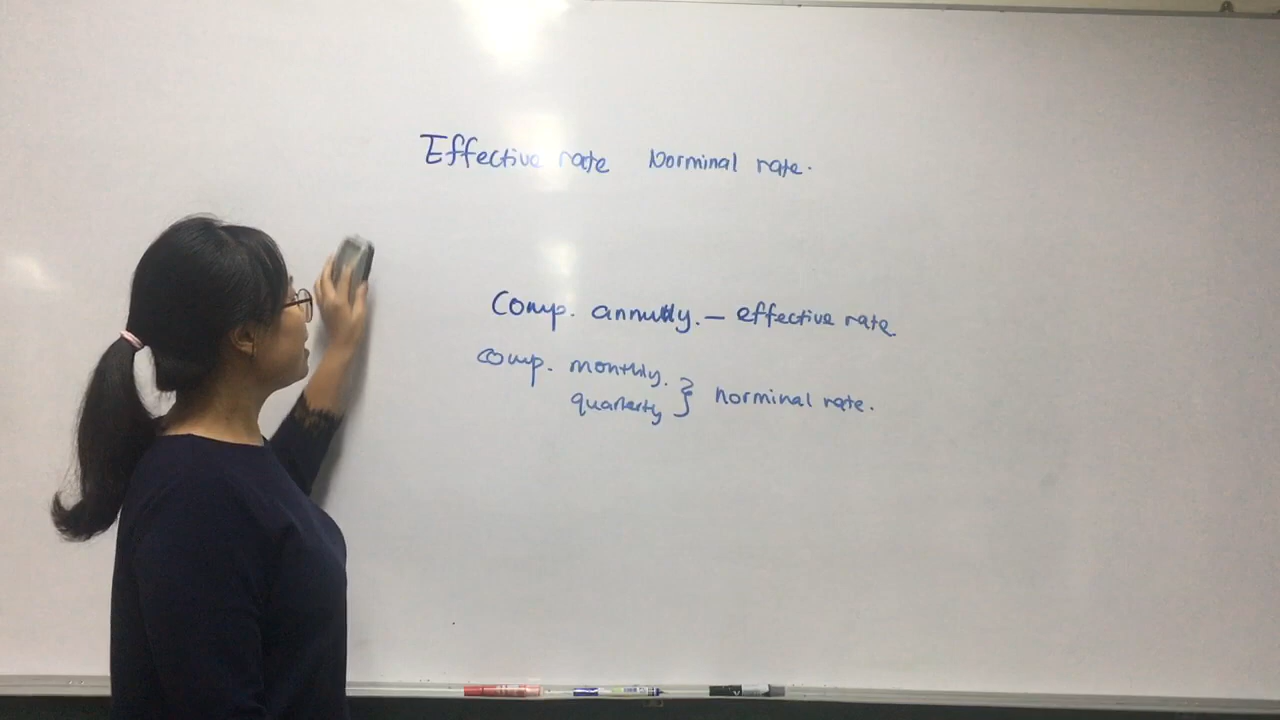 Effective rate Norminal rate.
Comp. annully. – effective rate
comp. monthly.
quarterly } norminal rate.